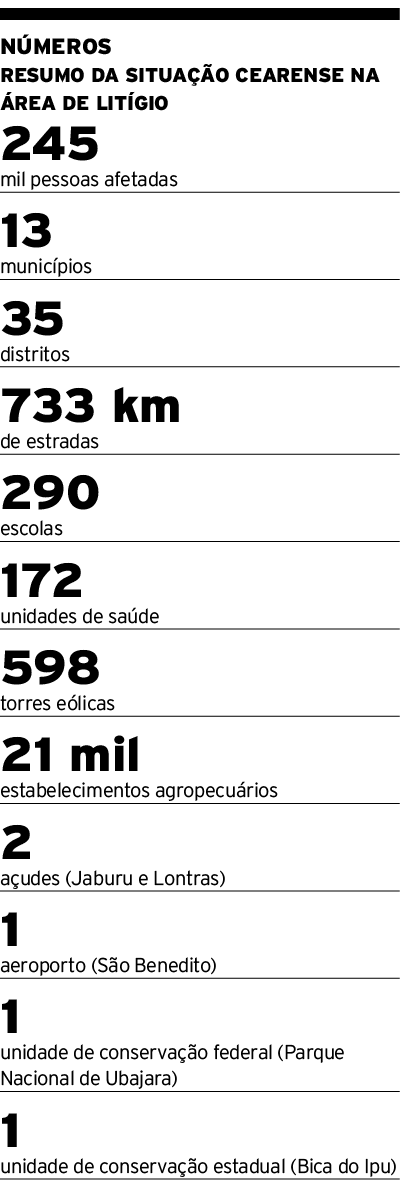 NÚMEROS
RESUMO DA SITUAÇÃO CEARENSE NA
ÁREA DE LITÍGIO
245
mil pessoas afetadas
13
municípios
35
distritos
733 km
de estradas
290
escolas
172
unidades de saúde
598
torres eólicas
21 mil
estabelecimentos agropecuários
2
açudes (Jaburu e Lontras)
1
aeroporto (São Benedito)
1
unidade de conservação federal (Parque
Nacional de Ubajara)
1
unidade de conservação estadual (Bica do Ipu)